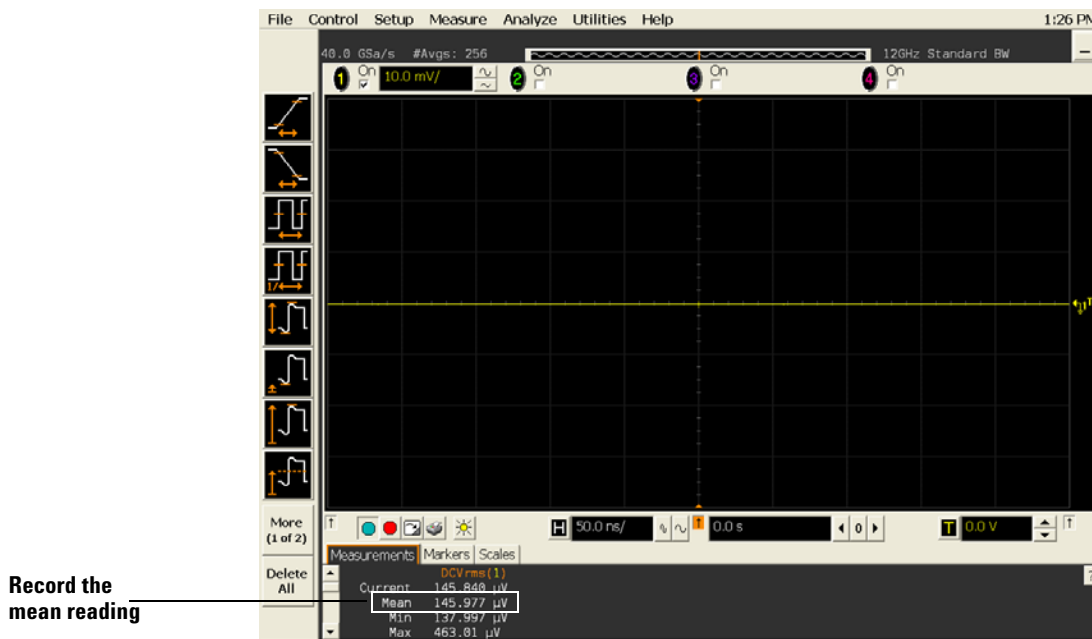 File Control Setup Measure Analyze Utilities Help 1:26 PM
40.0 GSa/s #Avgs: 256 12GHz Standard BW
1 On 10.0 mV/ 2 On 3 On 4 On
T
More
(1 of 2)
Delete
All
H 50.0 ns/ 0.0 s 0 T 0.0 V
Measurements Markers Scales
DCVrms(1)
Current 145.840 µV
Mean 145.977 µV
Min 137.997 µV
Max 463.01 µV
Record the
mean reading